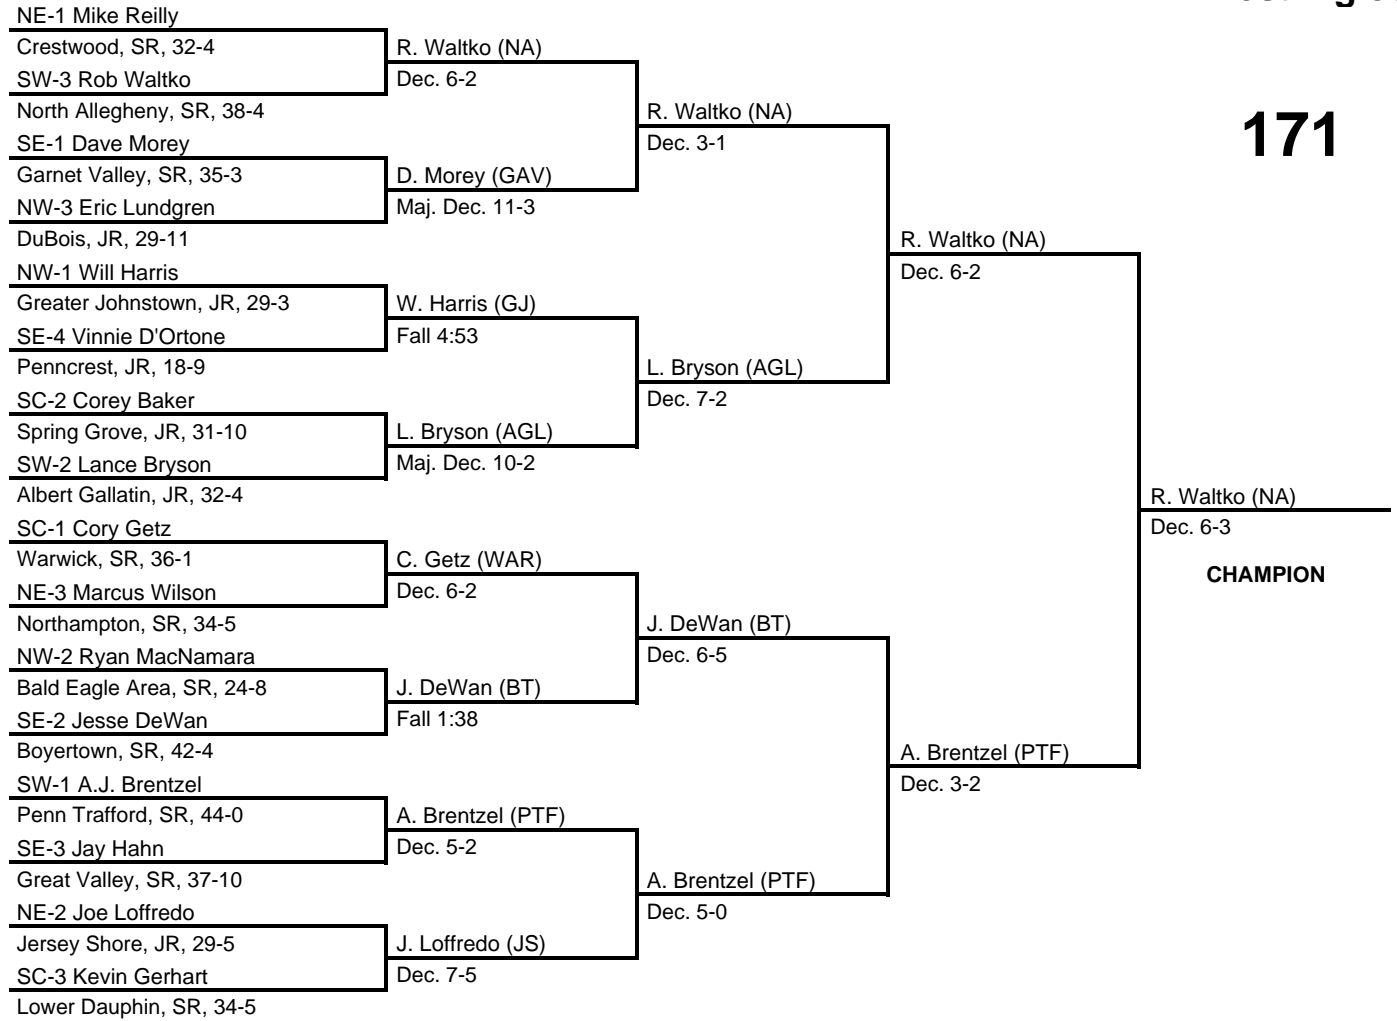 NE-1 Mike Reilly
Crestwood, SR, 32-4
SW-3 Rob Waltko
North Allegheny, SR, 38-4
SE-1 Dave Morey
Garnet Valley, SR, 35-3
NW-3 Eric Lundgren
DuBois, JR, 29-11
NW-1 Will Harris
Greater Johnstown, JR, 29-3
SE-4 Vinnie D'Ortone
Penncrest, JR, 18-9
SC-2 Corey Baker
Spring Grove, JR, 31-10
SW-2 Lance Bryson
Albert Gallatin, JR, 32-4
SC-1 Cory Getz
Warwick, SR, 36-1
NE-3 Marcus Wilson
Northampton, SR, 34-5
NW-2 Ryan MacNamara
Bald Eagle Area, SR, 24-8
SE-2 Jesse DeWan
Boyertown, SR, 42-4
SW-1 A.J. Brentzel
Penn Trafford, SR, 44-0
SE-3 Jay Hahn
Great Valley, SR, 37-10
NE-2 Joe Loffredo
Jersey Shore, JR, 29-5
SC-3 Kevin Gerhart
Lower Dauphin, SR, 34-5
R. Waltko (NA)
Dec. 6-2
D. Morey (GAV)
Maj. Dec. 11-3
W. Harris (GJ)
Fall 4:53
L. Bryson (AGL)
Maj. Dec. 10-2
C. Getz (WAR)
Dec. 6-2
J. DeWan (BT)
Fall 1:38
A. Brentzel (PTF)
Dec. 5-2
J. Loffredo (JS)
Dec. 7-5
R. Waltko (NA)
Dec. 3-1
L. Bryson (AGL)
Dec. 7-2
J. DeWan (BT)
Dec. 6-5
A. Brentzel (PTF)
Dec. 5-0
R. Waltko (NA)
Dec. 6-2
A. Brentzel (PTF)
Dec. 3-2
171
R. Waltko (NA)
Dec. 6-3
CHAMPION